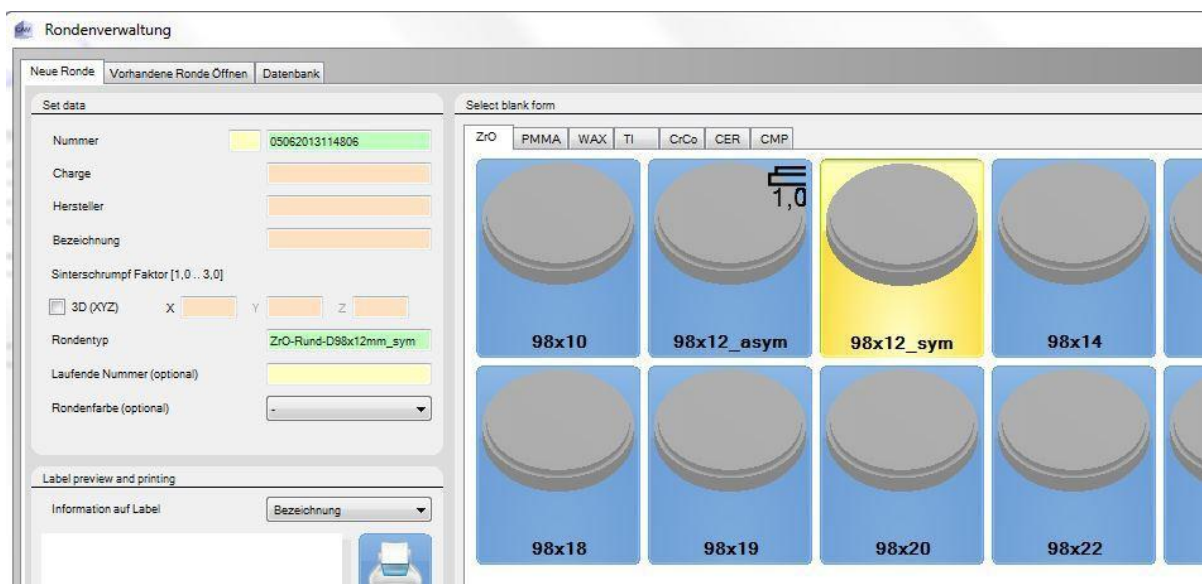 CAM
Rondenverwaltung
Neue Ronde Vorhandene Ronde Öffnen Datenbank
Set data
Nummer 05062013114806
Charge
Hersteller
Bezeichnung
Sinterschrumpf Faktor [1,0 .. 3,0]
3D (XYZ) X Y Z
Rondentyp ZrO-Rund-D98x12mm_sym
Laufende Nummer (optional)
Rondenfarbe (optional) -
Label preview and printing
Information auf Label Bezeichnung
Select blank form
ZrO PMMA WAX TI CrCo CER CMP
1,0
98x10 98x12_asym 98x12_sym 98x14
98x18 98x19 98x20 98x22